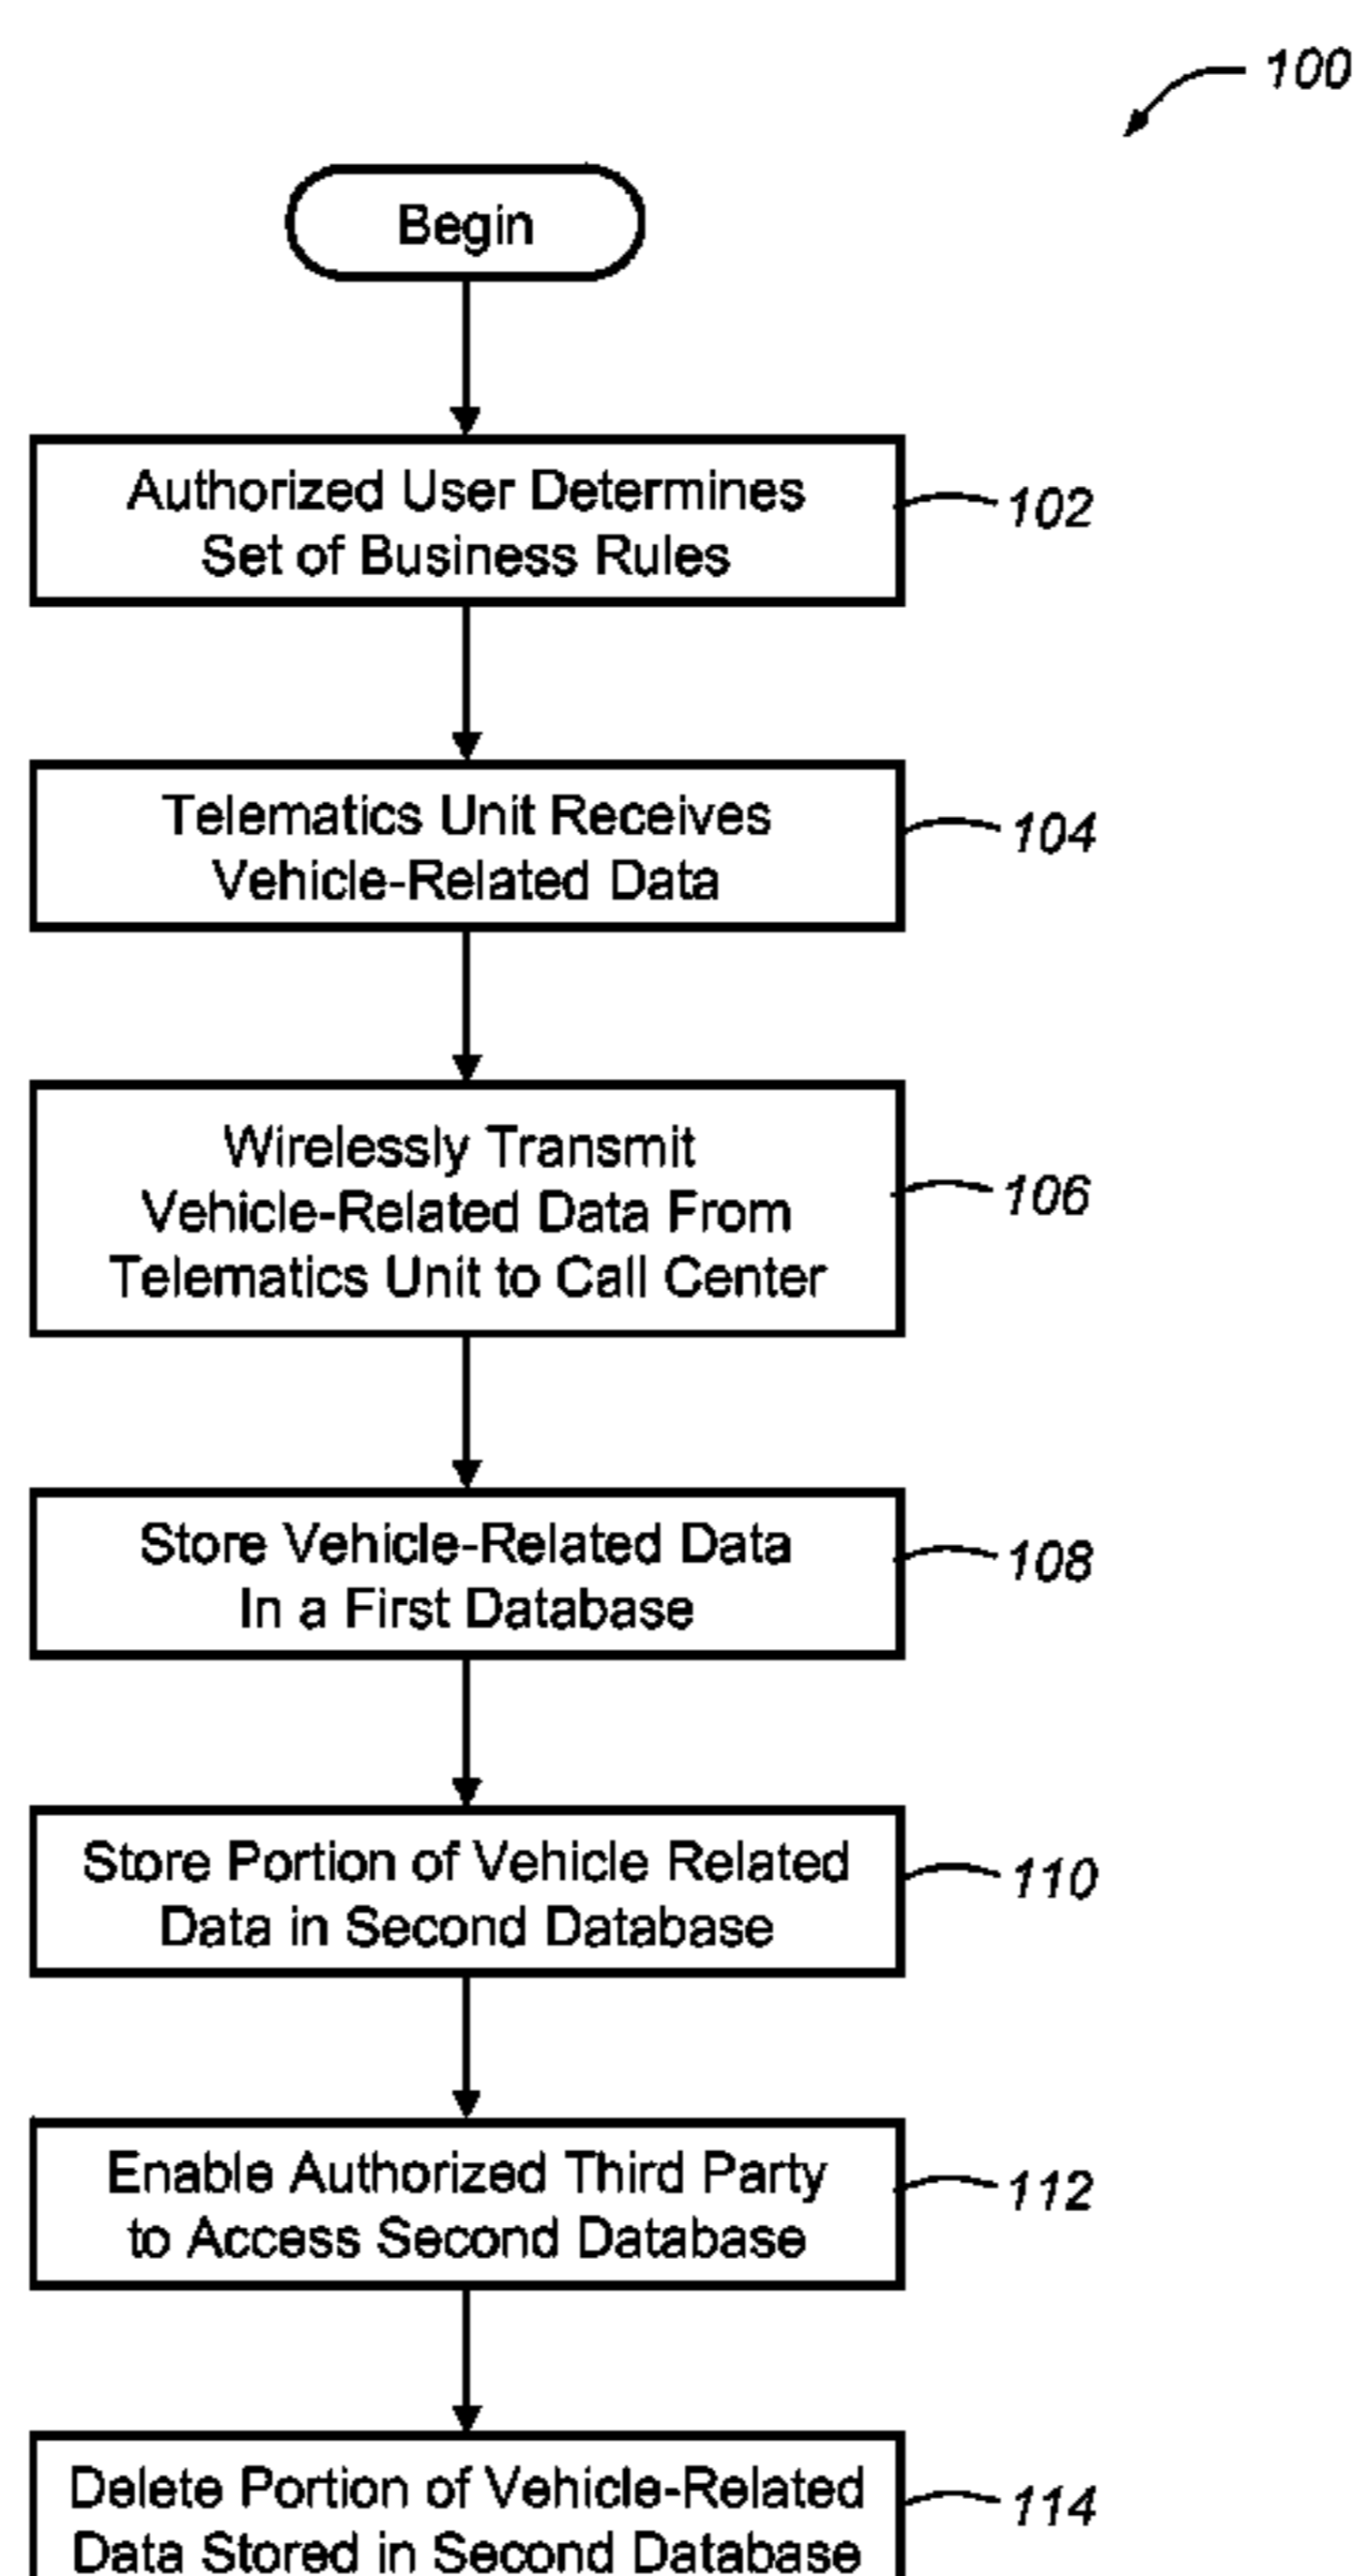 100
Begin
Authorized User Determines
Set of Business Rules
102
Telematics Unit Receives
Vehicle-Related Data
104
Wirelessly Transmit
Vehicle-Related Data From
Telematics Unit to Call Center
106
Store Vehicle-Related Data
In a First Database
108
Store Portion of Vehicle Related
Data in Second Database
110
Enable Authorized Third Party
to Access Second Database
112
Delete Portion of Vehicle-Related
Data Stored in Second Database
114